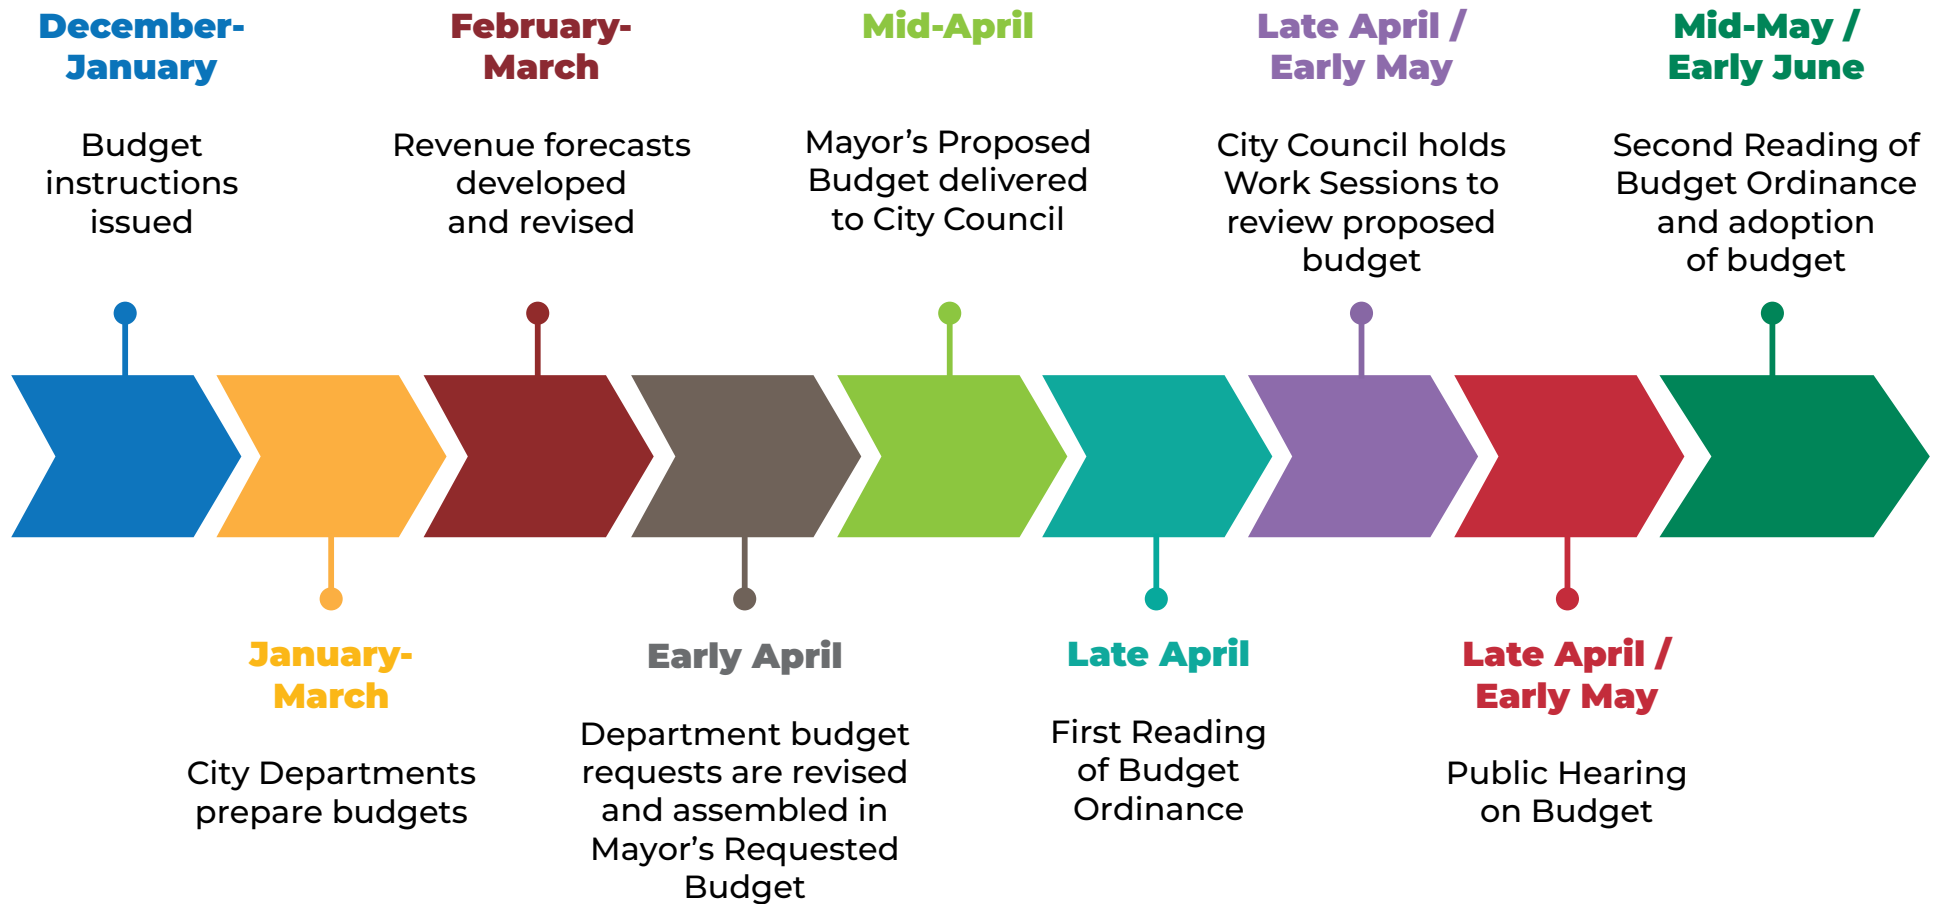 December-
January
Budget
instructions
issued
February-
March
Revenue forecasts
developed
and revised
Mid-April
Mayor’s Proposed
Budget delivered
to City Council
Late April /
Early May
City Council holds
Work Sessions to
review proposed
budget
Mid-May /
Early June
Second Reading of
Budget Ordinance
and adoption
of budget
January-
March
City Departments
prepare budgets
Early April
Department budget
requests are revised
and assembled in
Mayor’s Requested
Budget
Late April
First Reading
of Budget
Ordinance
Late April /
Early May
Public Hearing
on Budget